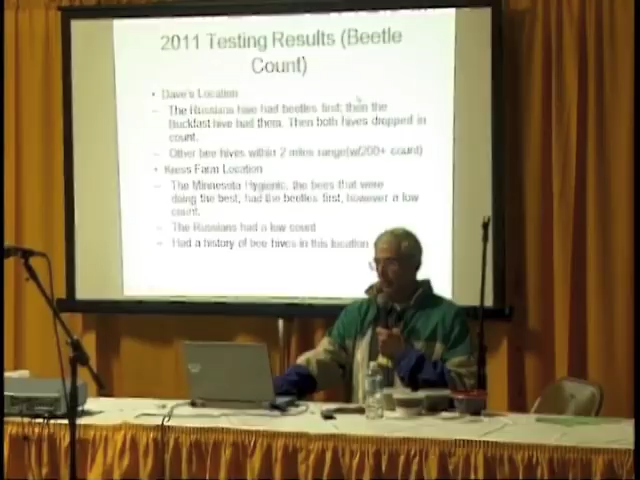 2011 Testing Results (Beetle
Count)
• Dave's Location
– The Russians hive had beetles first; then the
Buckfast hive had them. Then both hives dropped in
count.
– Other bee hives within 2 miles range(w/200+ count)
• Kress Farm Location
– The Minnesota Hygienic, the bees that were
doing the best, had the beetles first, however a low
count.
– The Russians had a low count
– Had a history of bee hives in this location